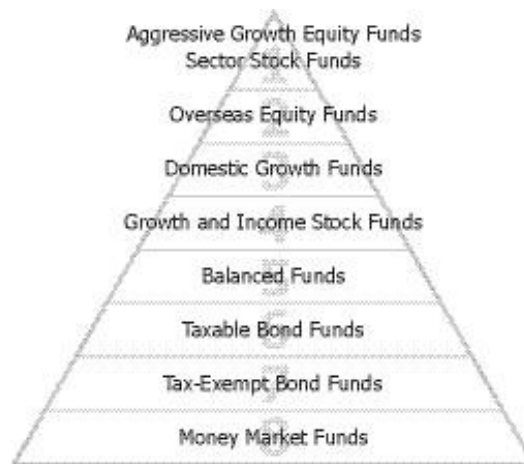 Aggressive Growth Equity Funds
Sector Stock Funds
Overseas Equity Funds
Domestic Growth Funds
Growth and Income Stock Funds
Balanced Funds
Taxable Bond Funds
Tax-Exempt Bond Funds
Money Market Funds